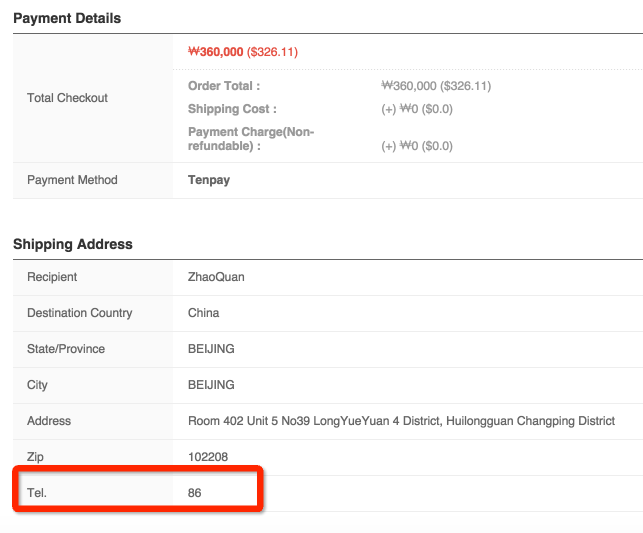 Payment Details
Total Checkout
₩360,000 ($326.11)
Order Total : ₩360,000 ($326.11)
Shipping Cost : (+) ₩0 ($0.0)
Payment Charge(Non-
refundable) : (+) ₩0 ($0.0)
Payment Method Tenpay
Shipping Address
Recipient ZhaoQuan
Destination Country China
State/Province BEIJING
City BEIJING
Address Room 402 Unit 5 No39 LongYueYuan 4 District, Huilongguan Changping District
Zip 102208
Tel. 86